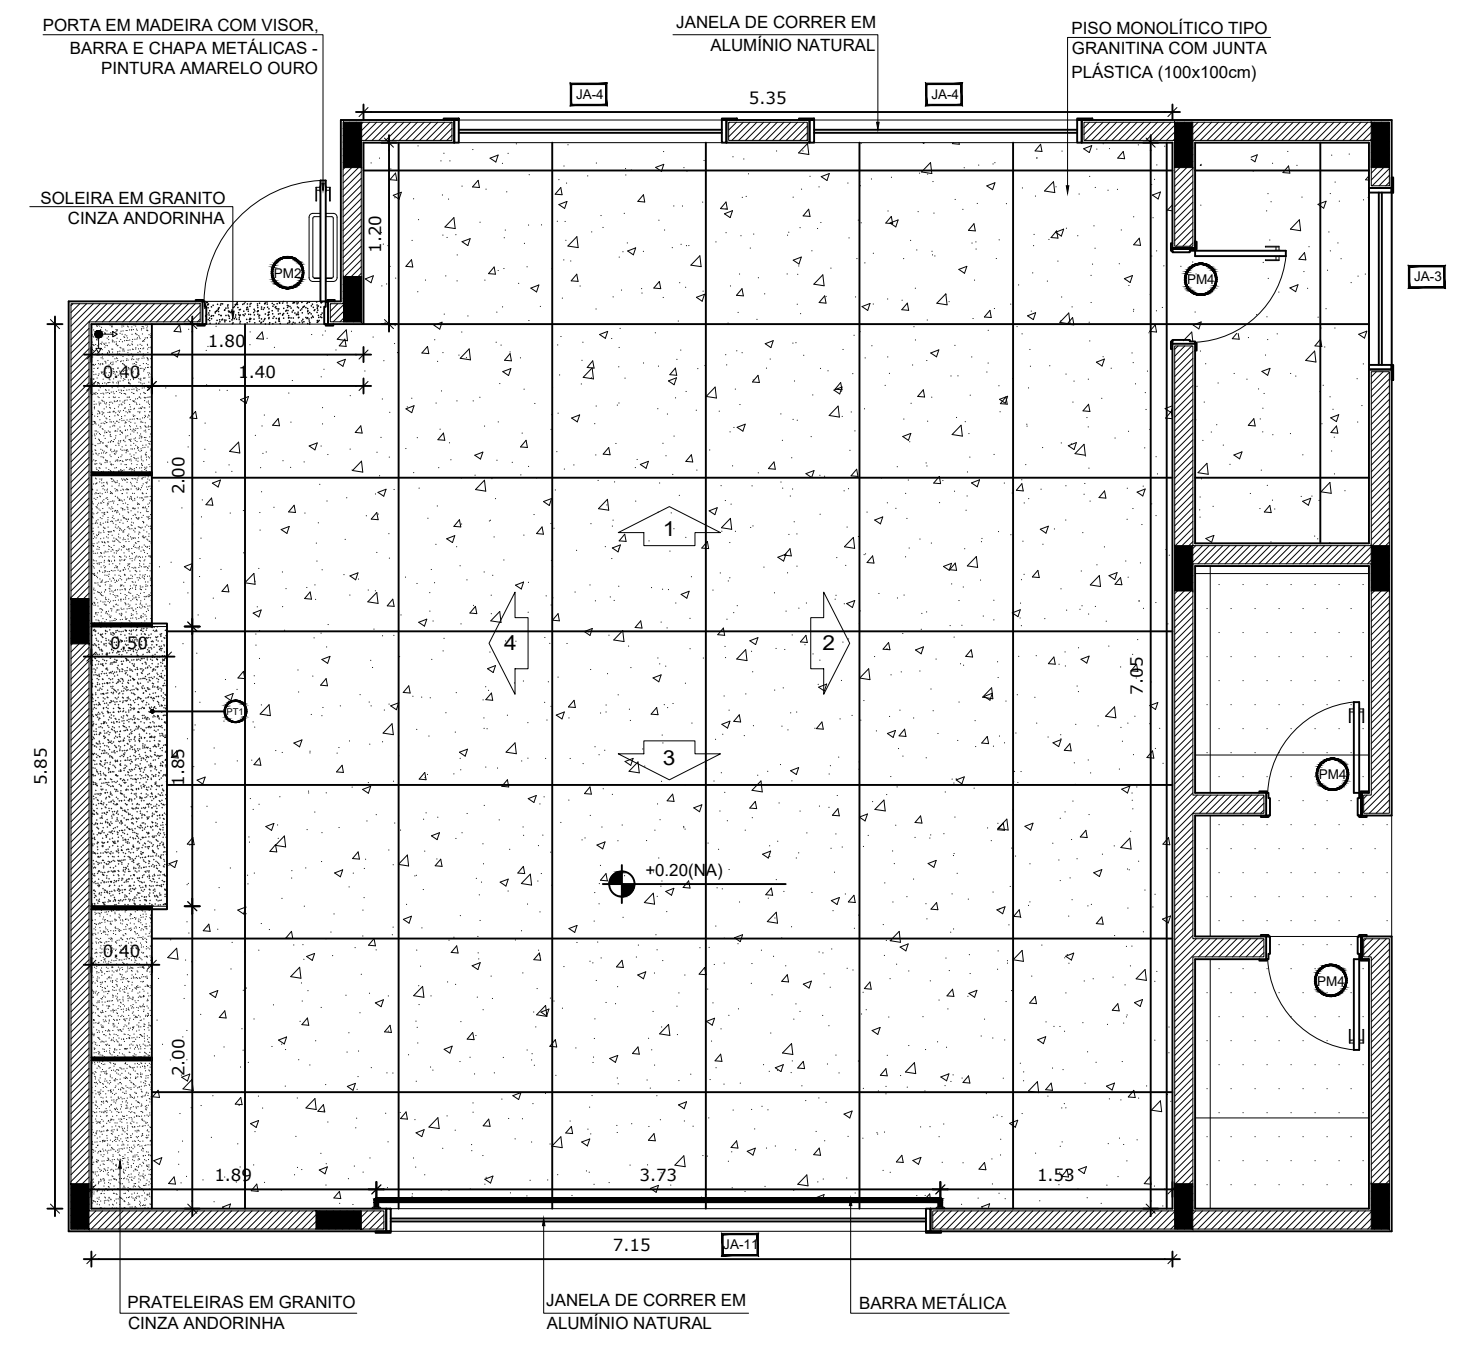 PORTA EM MADEIRA COM VISOR,
BARRA E CHAPA METÁLICAS -
PINTURA AMARELO OURO
JANELA DE CORRER EM
ALUMÍNIO NATURAL
PISO MONOLÍTICO TIPO
GRANITINA COM JUNTA
PLÁSTICA (100x100cm)
JA-4
5.35
JA-4
SOLEIRA EM GRANITO
CINZA ANDORINHA
1.20
PM2
PM4
JA-3
1.80
0.40
1.40
2.00
1
0.50
4
2
7.05
PT1
5.85
1.85
3
PM4
+0.20(NA)
0.40
PM4
2.00
1.89
3.73
1.53
7.15
JA-11
PRATELEIRAS EM GRANITO
CINZA ANDORINHA
JANELA DE CORRER EM
ALUMÍNIO NATURAL
BARRA METÁLICA